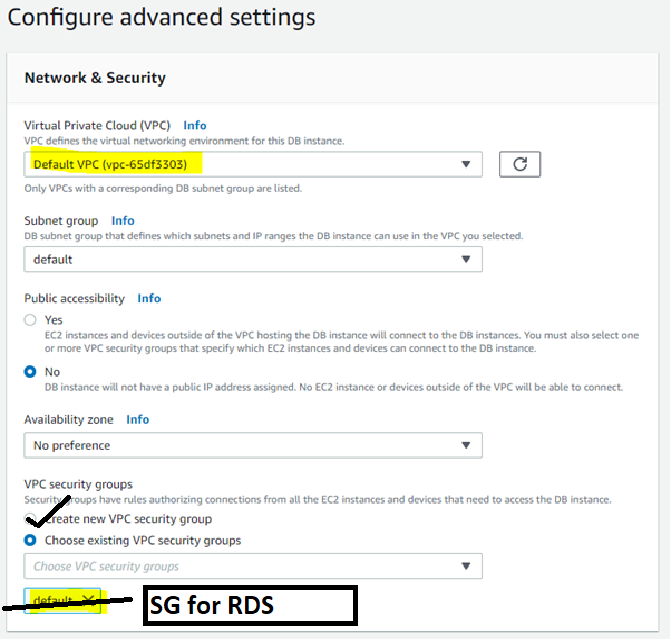 Configure advanced settings
Network & Security
Virtual Private Cloud (VPC) Info
VPC defines the virtual networking environment for this DB instance.
Default VPC (vpc-65df3303)
Only VPCs with a corresponding DB subnet group are listed.
Subnet group Info
DB subnet group that defines which subnets and IP ranges the DB instance can use in the VPC you selected.
default
Public accessibility Info
Yes
EC2 instances and devices outside of the VPC hosting the DB instance will connect to the DB instances. You must also select one
or more VPC security groups that specify which EC2 instances and devices can connect to the DB instance.
No
DB instance will not have a public IP address assigned. No EC2 instance or devices outside of the VPC will be able to connect.
Availability zone Info
No preference
VPC security groups
Security groups have rules authorizing connections from all the EC2 instances and devices that need to access the DB instance.
Create new VPC security group
Choose existing VPC security groups
Choose VPC security groups
default
SG for RDS